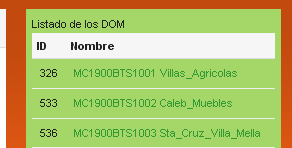 Listado de los DOM
ID Nombre
326 MC1900BTS1001 Villas_Agricolas
533 MC1900BTS1002 Caleb_Muebles
536 MC1900BTS1003 Sta_Cruz_Villa_Mella